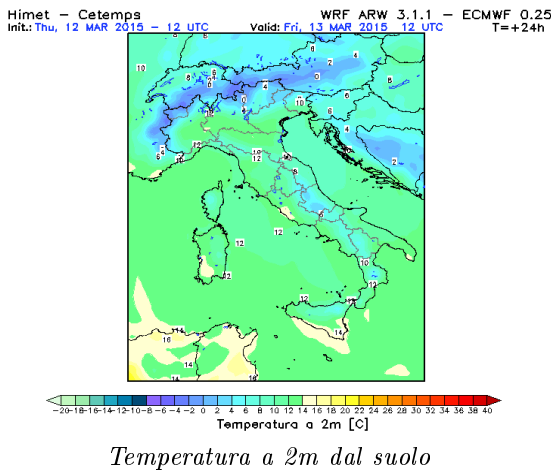 Himet – Cetemps WRF ARW 3.1.1 – ECMWF 0.25
Init.: Thu, 12 MAR 2015 – 12 UTC Valid: Fri, 13 MAR 2015 12 UTC T=+24h
-20 -18 -16 -14 -12 -10 -8 -6 -4 -2 0 2 4 6 8 10 12 14 16 18 20 22 24 26 28 30 32 34 36 38 40
Temperatura a 2m [C]
Temperatura a 2m dal suolo